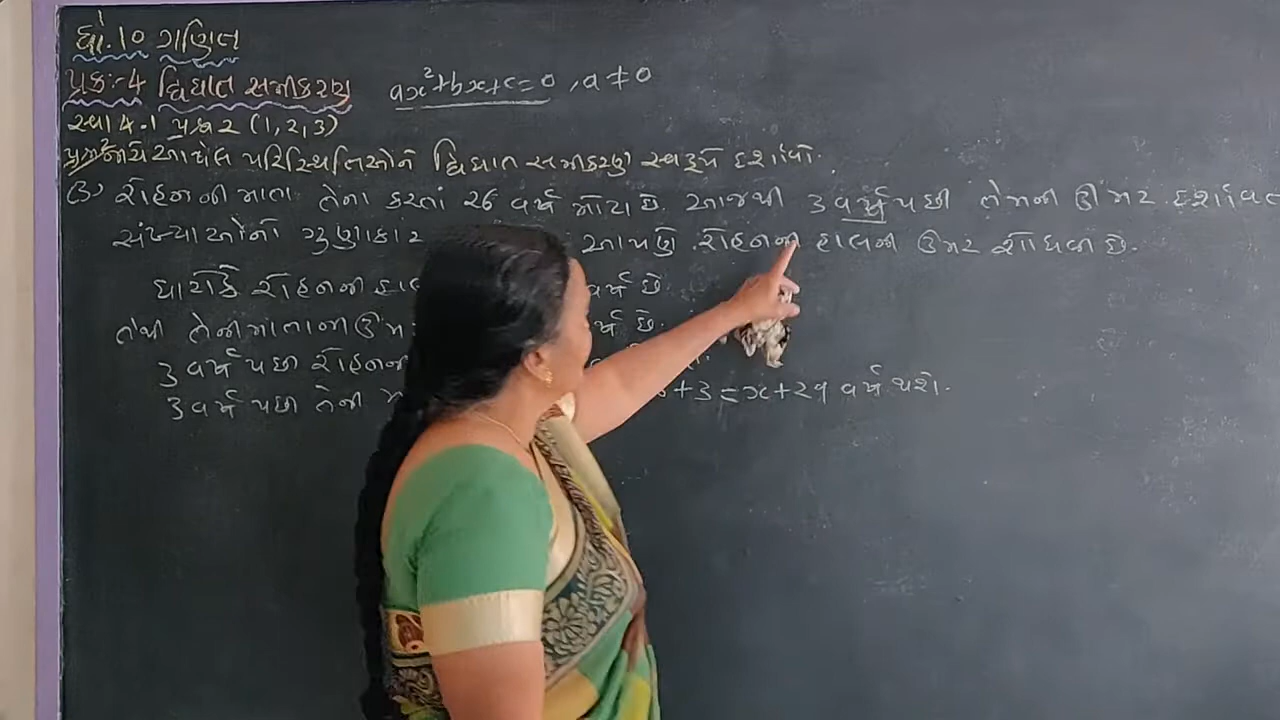 ધો.૧૦ ગણિત
પ્રક:-4 દ્વિઘાત સમીકરણ ax²+bx+c=0 , a≠0
સ્વા 4.1 પ્રશ્ન 2 (1,2,3)
પ્રશ્ન2 નીચે આપેલ પરિસ્થિતિઓને દ્વિઘાત સમીકરણ સ્વરૂપે દર્શાવો.
(3) રોહનની માતા તેના કરતાં 26 વર્ષ મોટા છે. આજથી 3 વર્ષ પછી તેમની ઊંમર દર્શાવત
સંખ્યાઓનો ગુણાકાર આપણે રોહનની હાલની ઉંમર શોધવી છે.
ધારોકે રોહનની હાલ વર્ષ છે.
તેથી તેની માતાની ઊંમ વર્ષ છે.
3 વર્ષ પછી રોહનની
3 વર્ષ પછી તેની +3 = x+29 વર્ષ થશે.